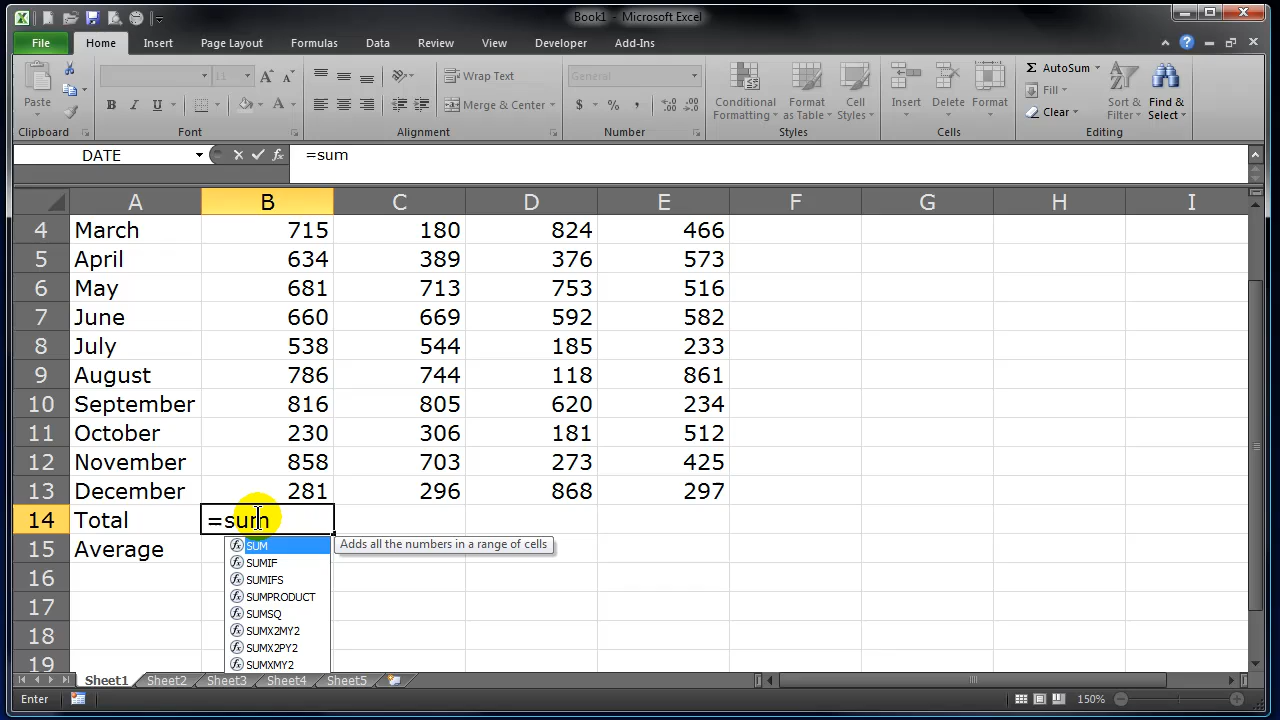 Book1 - Microsoft Excel
File Home Insert Page Layout Formulas Data Review View Developer Add-Ins
Paste
Clipboard
11
Font
Wrap Text
Merge & Center
Alignment
General
$ % ,
Number
Conditional Formatting
Format as Table
Cell Styles
Styles
Insert Delete Format
Cells
Σ AutoSum
Fill
Clear
Sort & Filter
Find & Select
Editing
DATE fx =sum
A B C D E F G H I
4 March 715 180 824 466
5 April 634 389 376 573
6 May 681 713 753 516
7 June 660 669 592 582
8 July 538 544 185 233
9 August 786 744 118 861
10 September 816 805 620 234
11 October 230 306 181 512
12 November 858 703 273 425
13 December 281 296 868 297
14 Total =sum
15 Average
16
17
18
19
SUM Adds all the numbers in a range of cells
SUMIF
SUMIFS
SUMPRODUCT
SUMSQ
SUMX2MY2
SUMX2PY2
SUMXMY2
Sheet1 Sheet2 Sheet3 Sheet4 Sheet5
Enter 150%